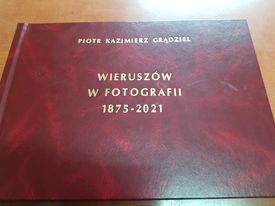 PIOTR KAZIMIERZ GRĄDZIEL
WIERUSZÓW
W FOTOGRAFII
1875-2021